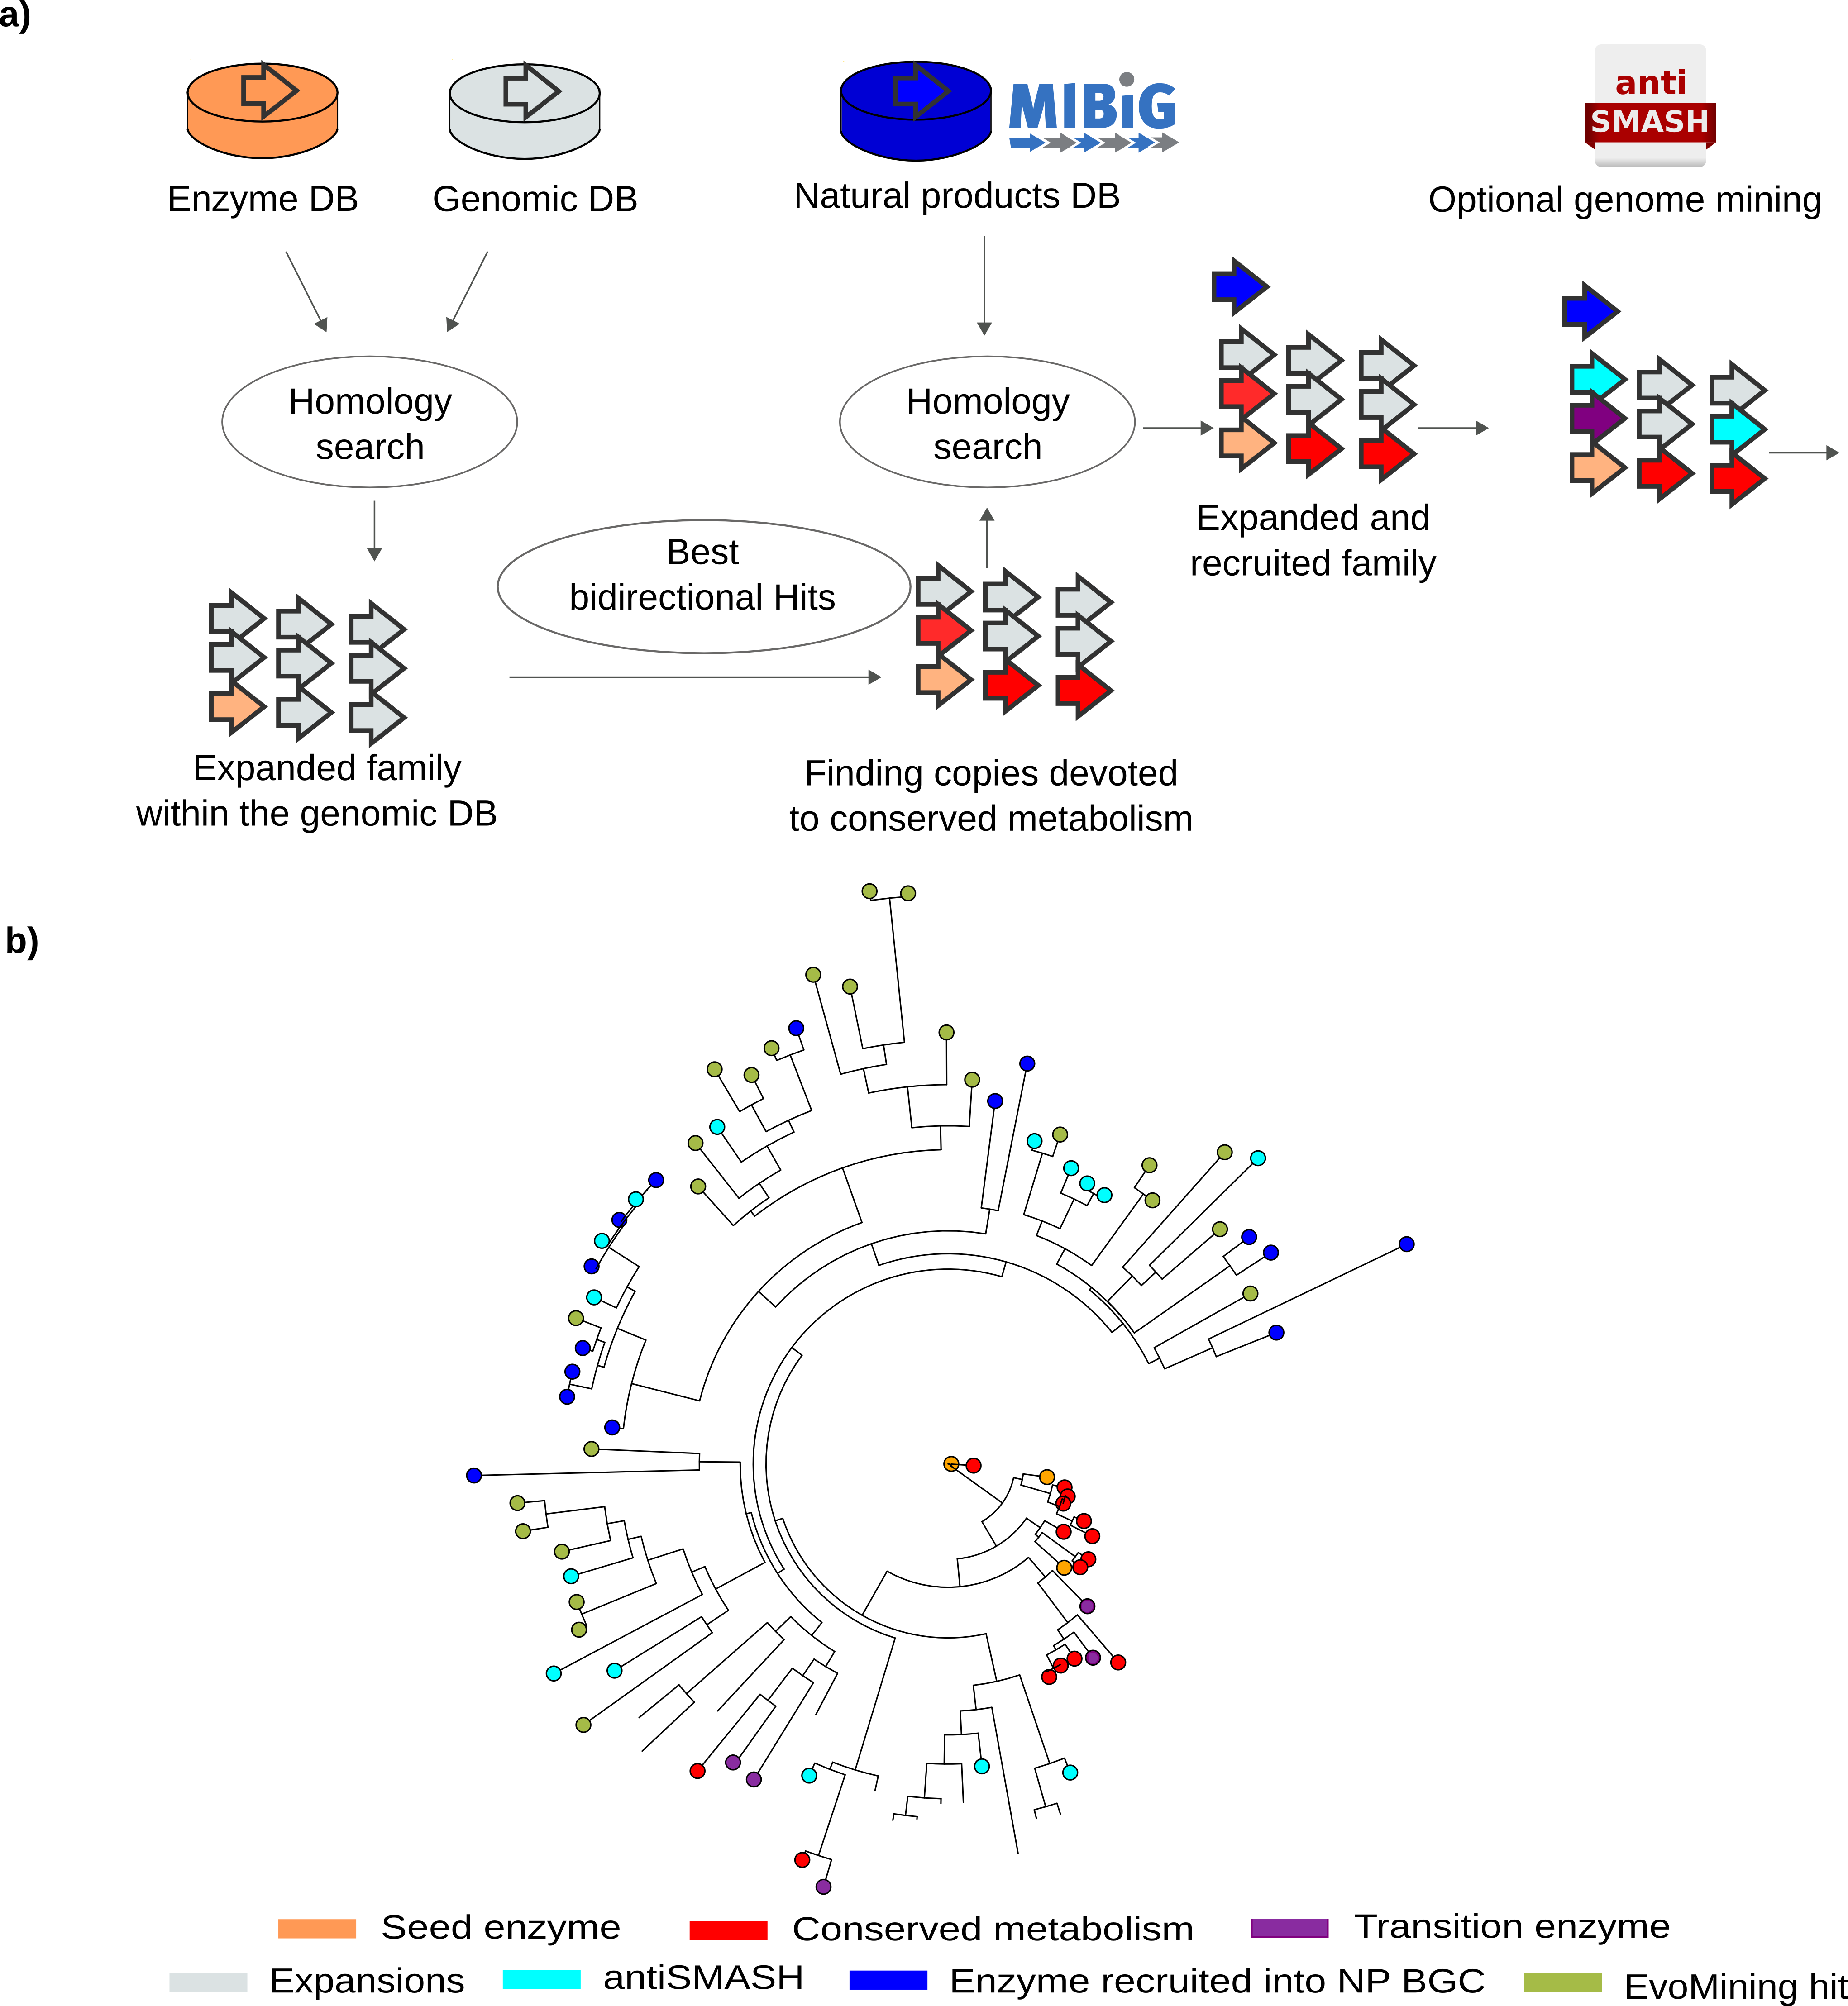 a)
MIBiG
anti
SMASH
Enzyme DB
Genomic DB
Natural products DB
Optional genome mining
Homology
search
Homology
search
Best
bidirectional Hits
Expanded and
recruited family
Expanded family
within the genomic DB
Finding copies devoted
to conserved metabolism
b)
Seed enzyme
Conserved metabolism
Transition enzyme
Expansions
antiSMASH
Enzyme recruited into NP BGC
EvoMining hit